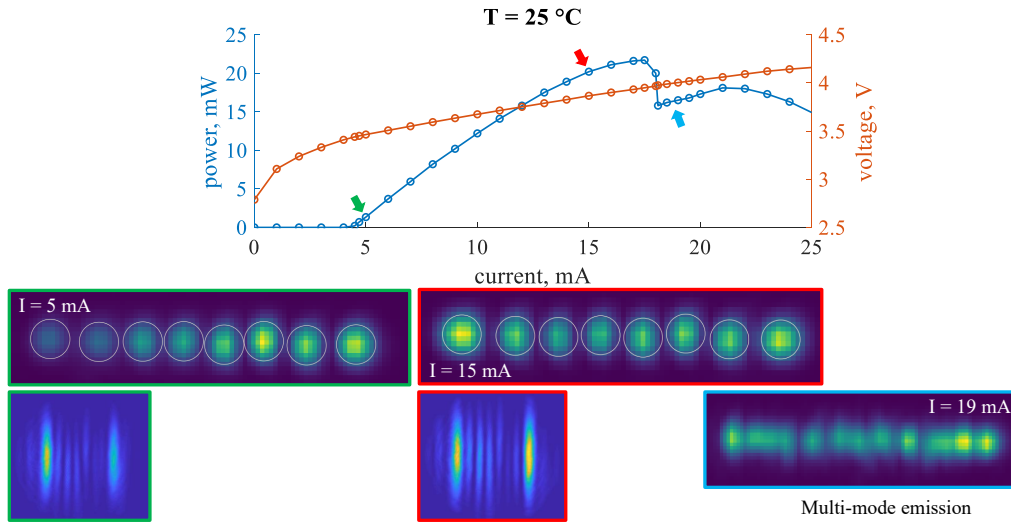 T = 25 °C
power, mW
25
20
15
10
5
0
voltage, V
4.5
4
3.5
3
2.5
0 5 10 15 20 25
current, mA
I = 5 mA
I = 15 mA
I = 19 mA
Multi-mode emission